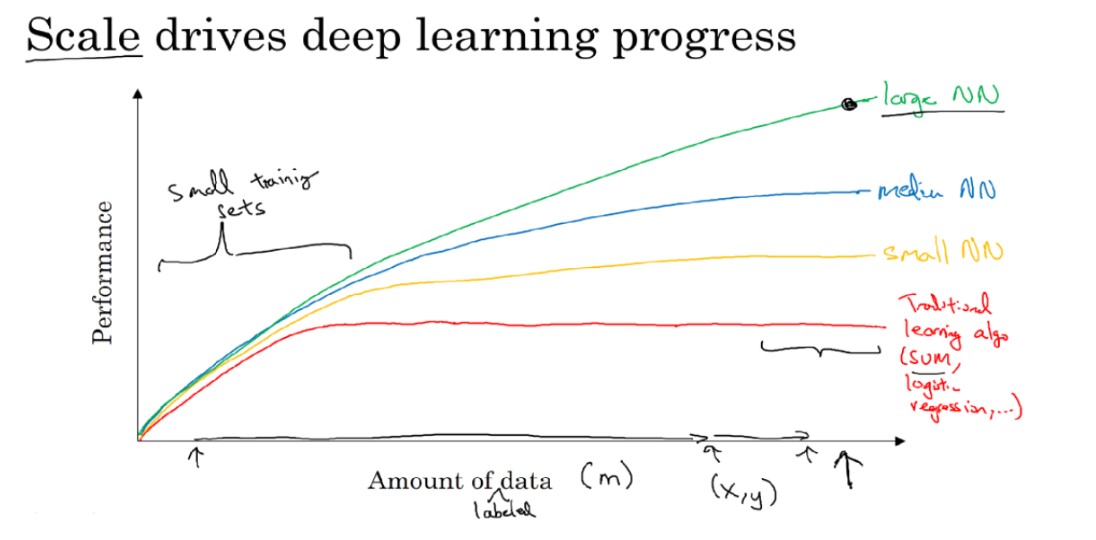 Scale drives deep learning progress
large NN
small training
sets
mediu NN
small NN
Performance
Traditional
learning algo
(SVM,
logistic
regression,...)
Amount of data (m)
labeled
(x,y)